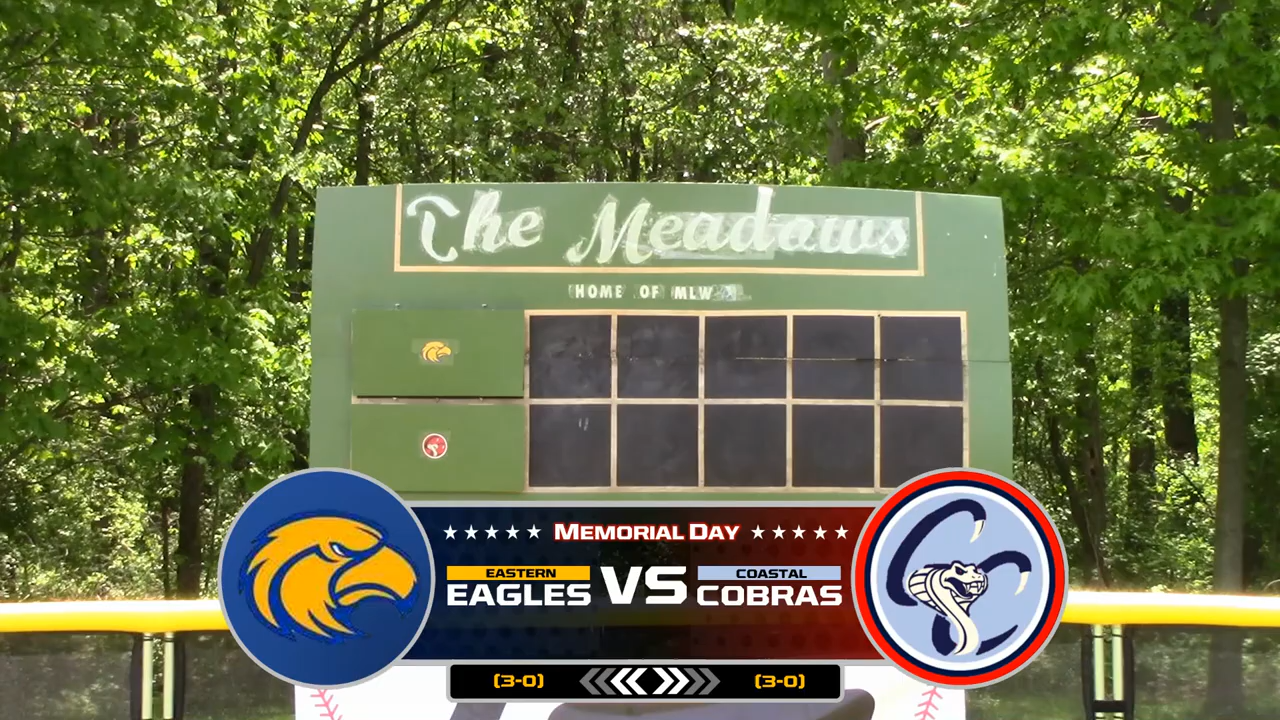 The Meadows
HOME OF MLW
★★★★★ MEMORIAL DAY ★★★★★
EASTERN
EAGLES
VS
COASTAL
COBRAS
(3-0)
(3-0)